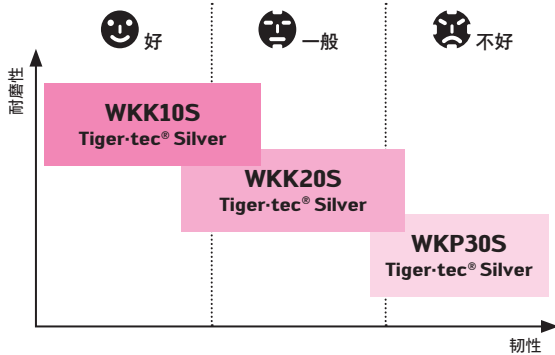 好
一般
不好
耐磨性
WKK10S
Tiger·tec® Silver
WKK20S
Tiger·tec® Silver
WKP30S
Tiger·tec® Silver
韧性